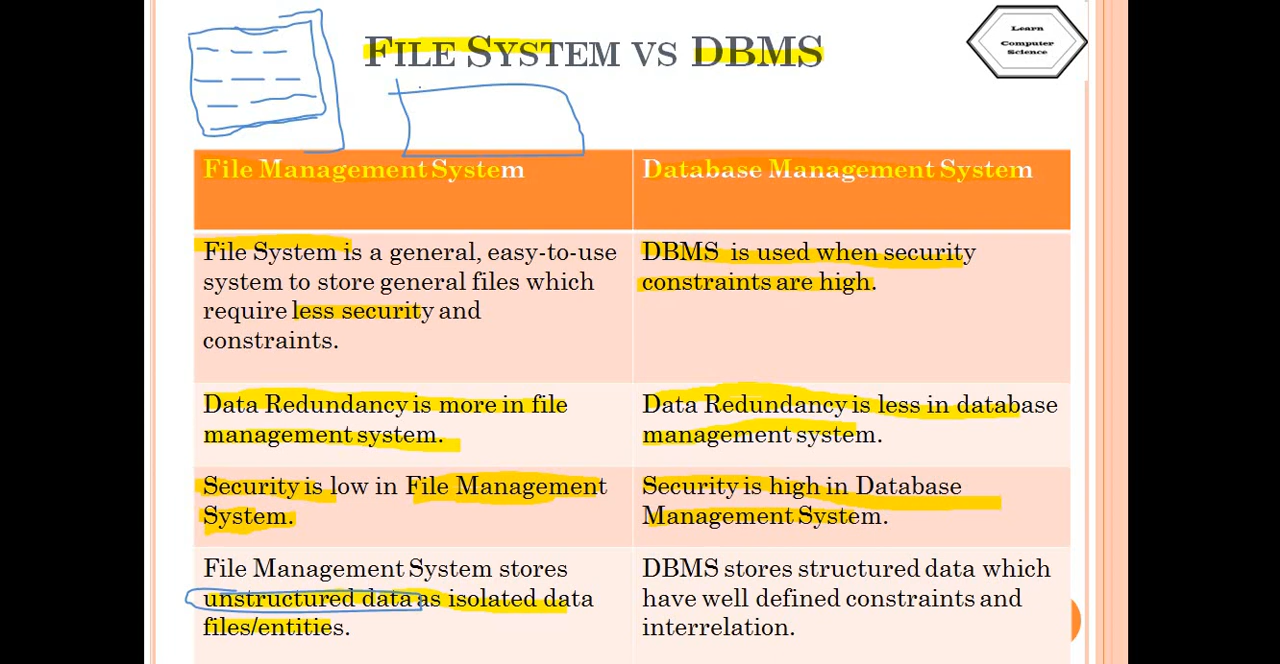 FILE SYSTEM VS DBMS
Learn
Computer
Science
File Management System
Database Management System
File System is a general, easy-to-use
system to store general files which
require less security and
constraints.
DBMS is used when security
constraints are high.
Data Redundancy is more in file
management system.
Data Redundancy is less in database
management system.
Security is low in File Management
System.
Security is high in Database
Management System.
File Management System stores
unstructured data as isolated data
files/entities.
DBMS stores structured data which
have well defined constraints and
interrelation.